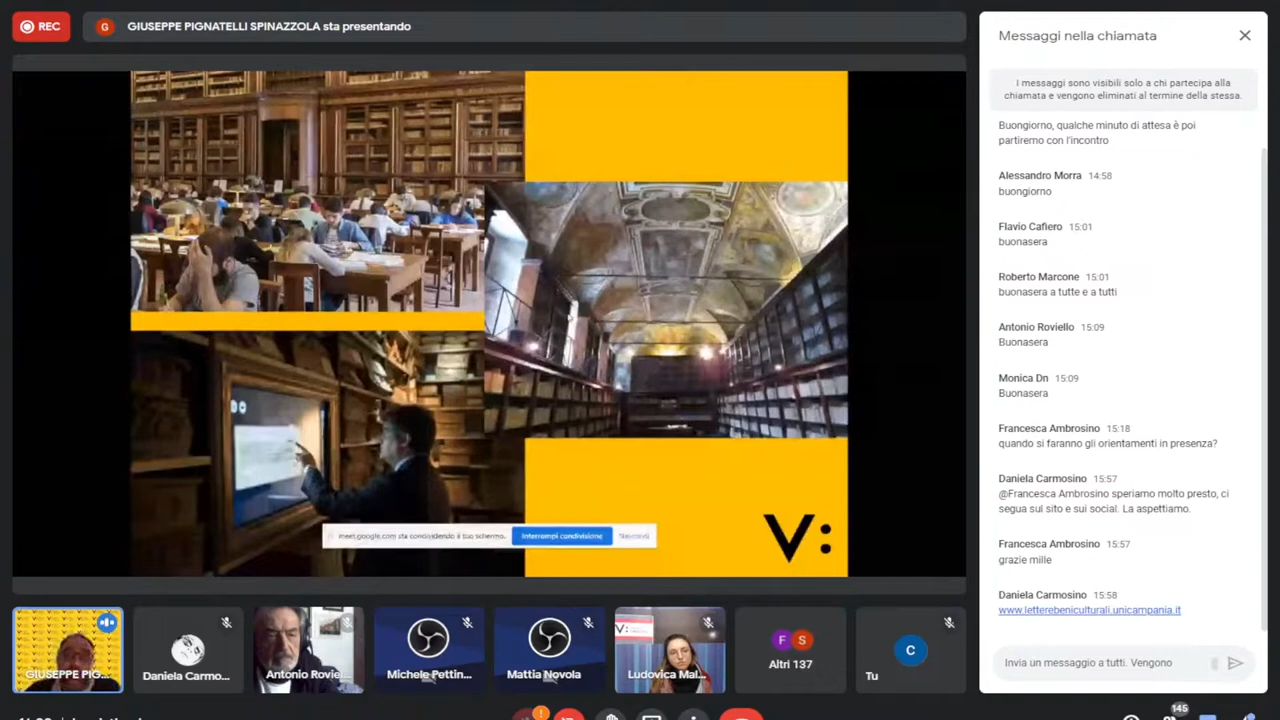 REC
G
GIUSEPPE PIGNATELLI SPINAZZOLA sta presentando
V:
meet.google.com sta condividendo il tuo schermo.
Interrompi condivisione
Nascondi
GIUSEPPE PIG...
Daniela Carmo...
Antonio Roviel...
Michele Pettin...
Mattia Novola
V:
Ludovica Mal...
F S
Altri 137
C
Tu
Messaggi nella chiamata
I messaggi sono visibili solo a chi partecipa alla
chiamata e vengono eliminati al termine della stessa.
Buongiorno, qualche minuto di attesa è poi
partiremo con l'incontro
Alessandro Morra 14:58
buongiorno
Flavio Cafiero 15:01
buonasera
Roberto Marcone 15:01
buonasera a tutte e a tutti
Antonio Roviello 15:09
Buonasera
Monica Dn 15:09
Buonasera
Francesca Ambrosino 15:18
quando si faranno gli orientamenti in presenza?
Daniela Carmosino 15:57
@Francesca Ambrosino speriamo molto presto, ci
segua sul sito e sui social. La aspettiamo.
Francesca Ambrosino 15:57
grazie mille
Daniela Carmosino 15:58
www.letterebeniculturali.unicampania.it
Invia un messaggio a tutti. Vengono
145